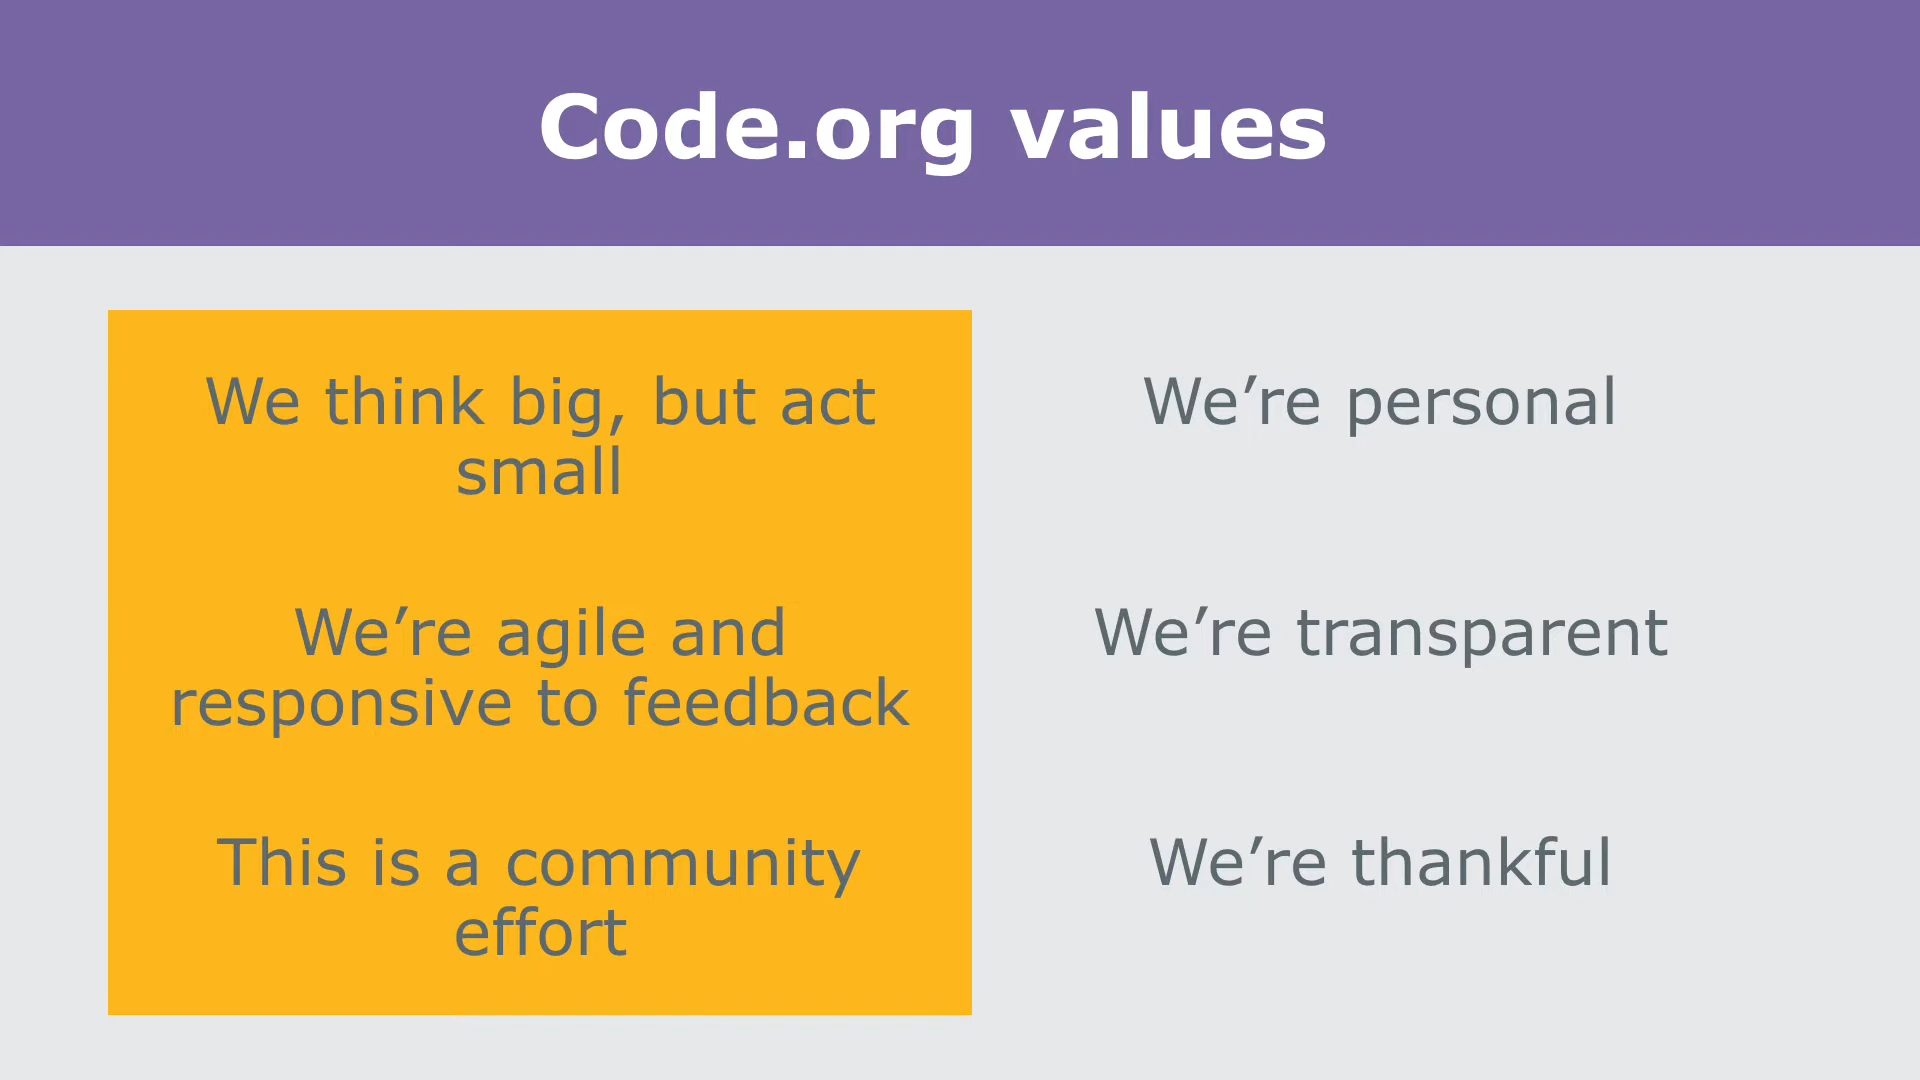 Code.org values
We think big, but act
small
We’re agile and
responsive to feedback
This is a community
effort
We’re personal
We’re transparent
We’re thankful